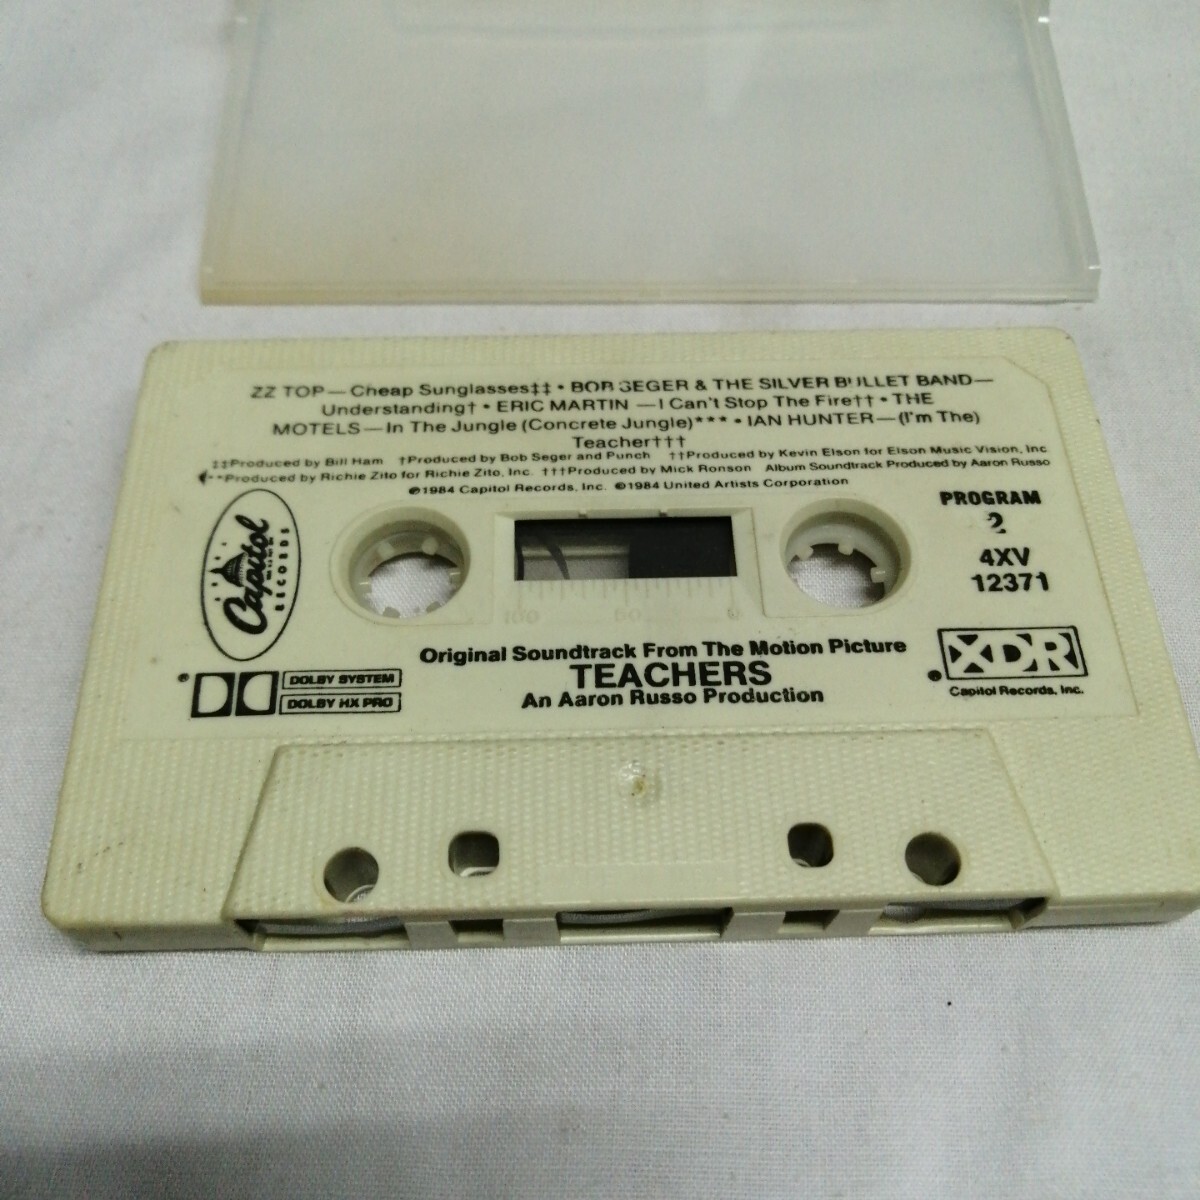 ZZ TOP — Cheap Sunglasses‡‡ • BOB SEGER & THE SILVER BULLET BAND—
Understanding† • ERIC MARTIN —I Can't Stop The Fire†† • THE
MOTELS—In The Jungle (Concrete Jungle)*** • IAN HUNTER—(I'm The)
Teacher†††
‡‡Produced by Bill Ham †Produced by Bob Seger and Punch ††Produced by Kevin Elson for Elson Music Vision, Inc
**Produced by Richie Zito for Richie Zito, Inc. †††Produced by Mick Ronson Album Soundtrack Produced by Aaron Russo
℗1984 Capitol Records, Inc. ©1984 United Artists Corporation
Capitol
RECORDS
PROGRAM
2
4XV
12371
100 50 0
Original Soundtrack From The Motion Picture
TEACHERS
An Aaron Russo Production
® DOLBY SYSTEM
DOLBY HX PRO
® XDR
Capitol Records, Inc.